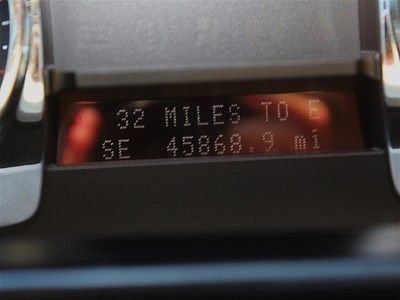 32 MILES TO E
SE 45868.9 mi